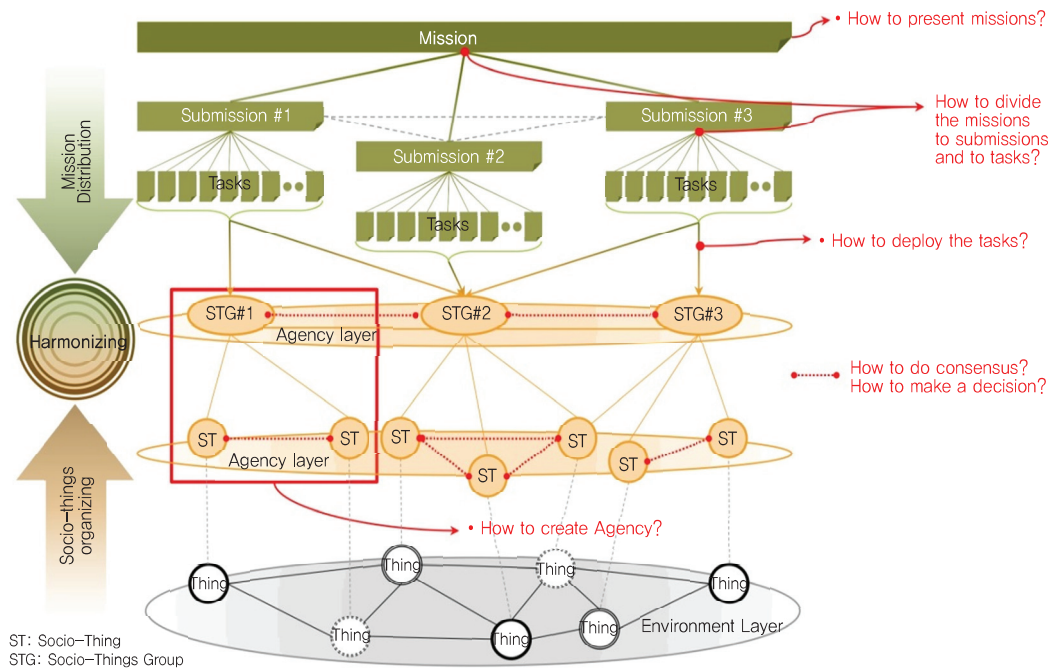 • How to present missions?
Mission
Submission #1
Submission #2
Submission #3
How to divide
the missions
to submissions
and to tasks?
Mission
Distribution
Tasks
Tasks
Tasks
• How to deploy the tasks?
Harmonizing
STG#1
STG#2
STG#3
Agency layer
How to do consensus?
How to make a decision?
ST
ST
ST
ST
ST
ST
ST
Agency layer
Socio-things
organizing
• How to create Agency?
Thing
Thing
Thing
Thing
Thing
Thing
Thing
Environment Layer
ST: Socio-Thing
STG: Socio-Things Group